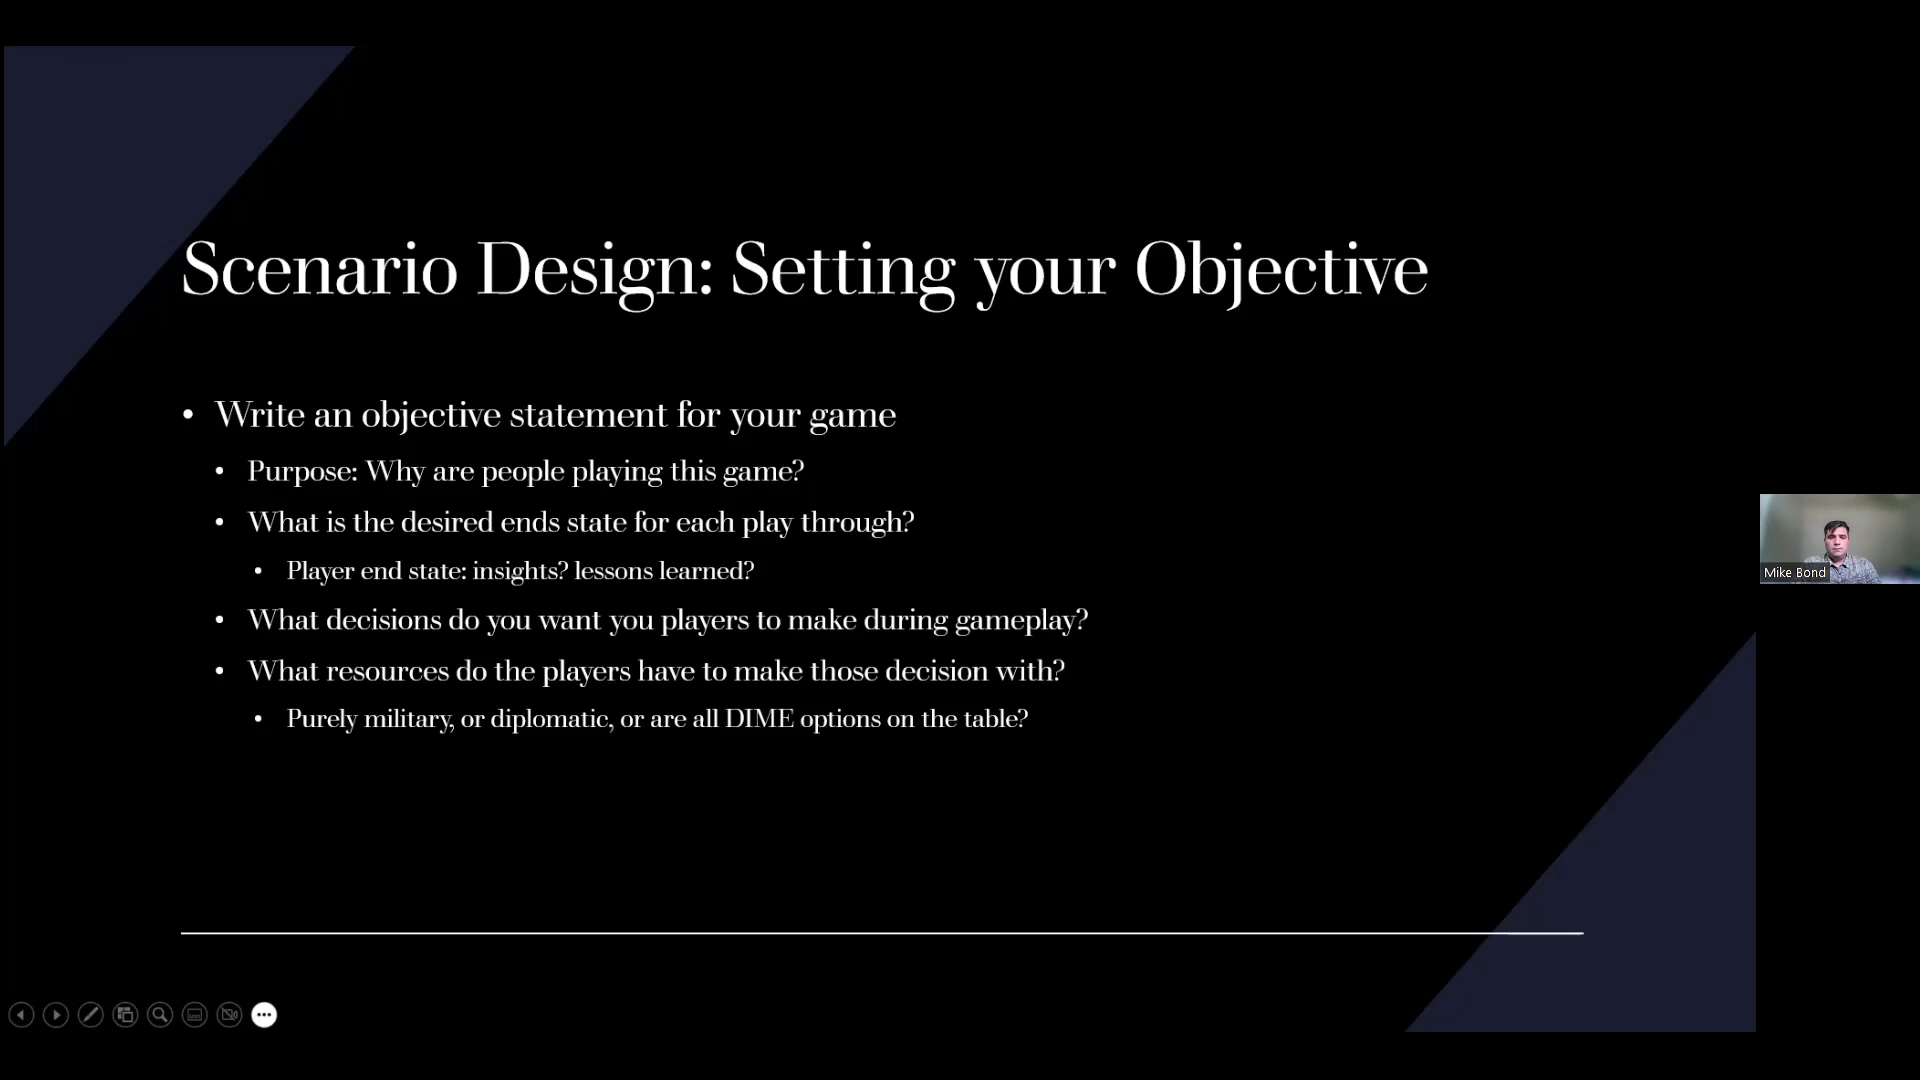 Scenario Design: Setting your Objective
• Write an objective statement for your game
• Purpose: Why are people playing this game?
• What is the desired ends state for each play through?
• Player end state: insights? lessons learned?
• What decisions do you want you players to make during gameplay?
• What resources do the players have to make those decision with?
• Purely military, or diplomatic, or are all DIME options on the table?
Mike Bond